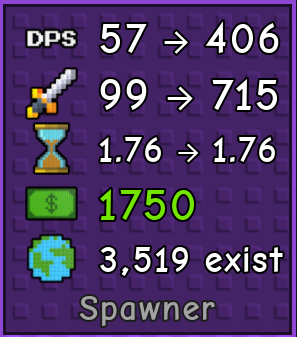 DPS 57 → 406
99 → 715
1.76 → 1.76
$ 1750
3,519 exist
Spawner